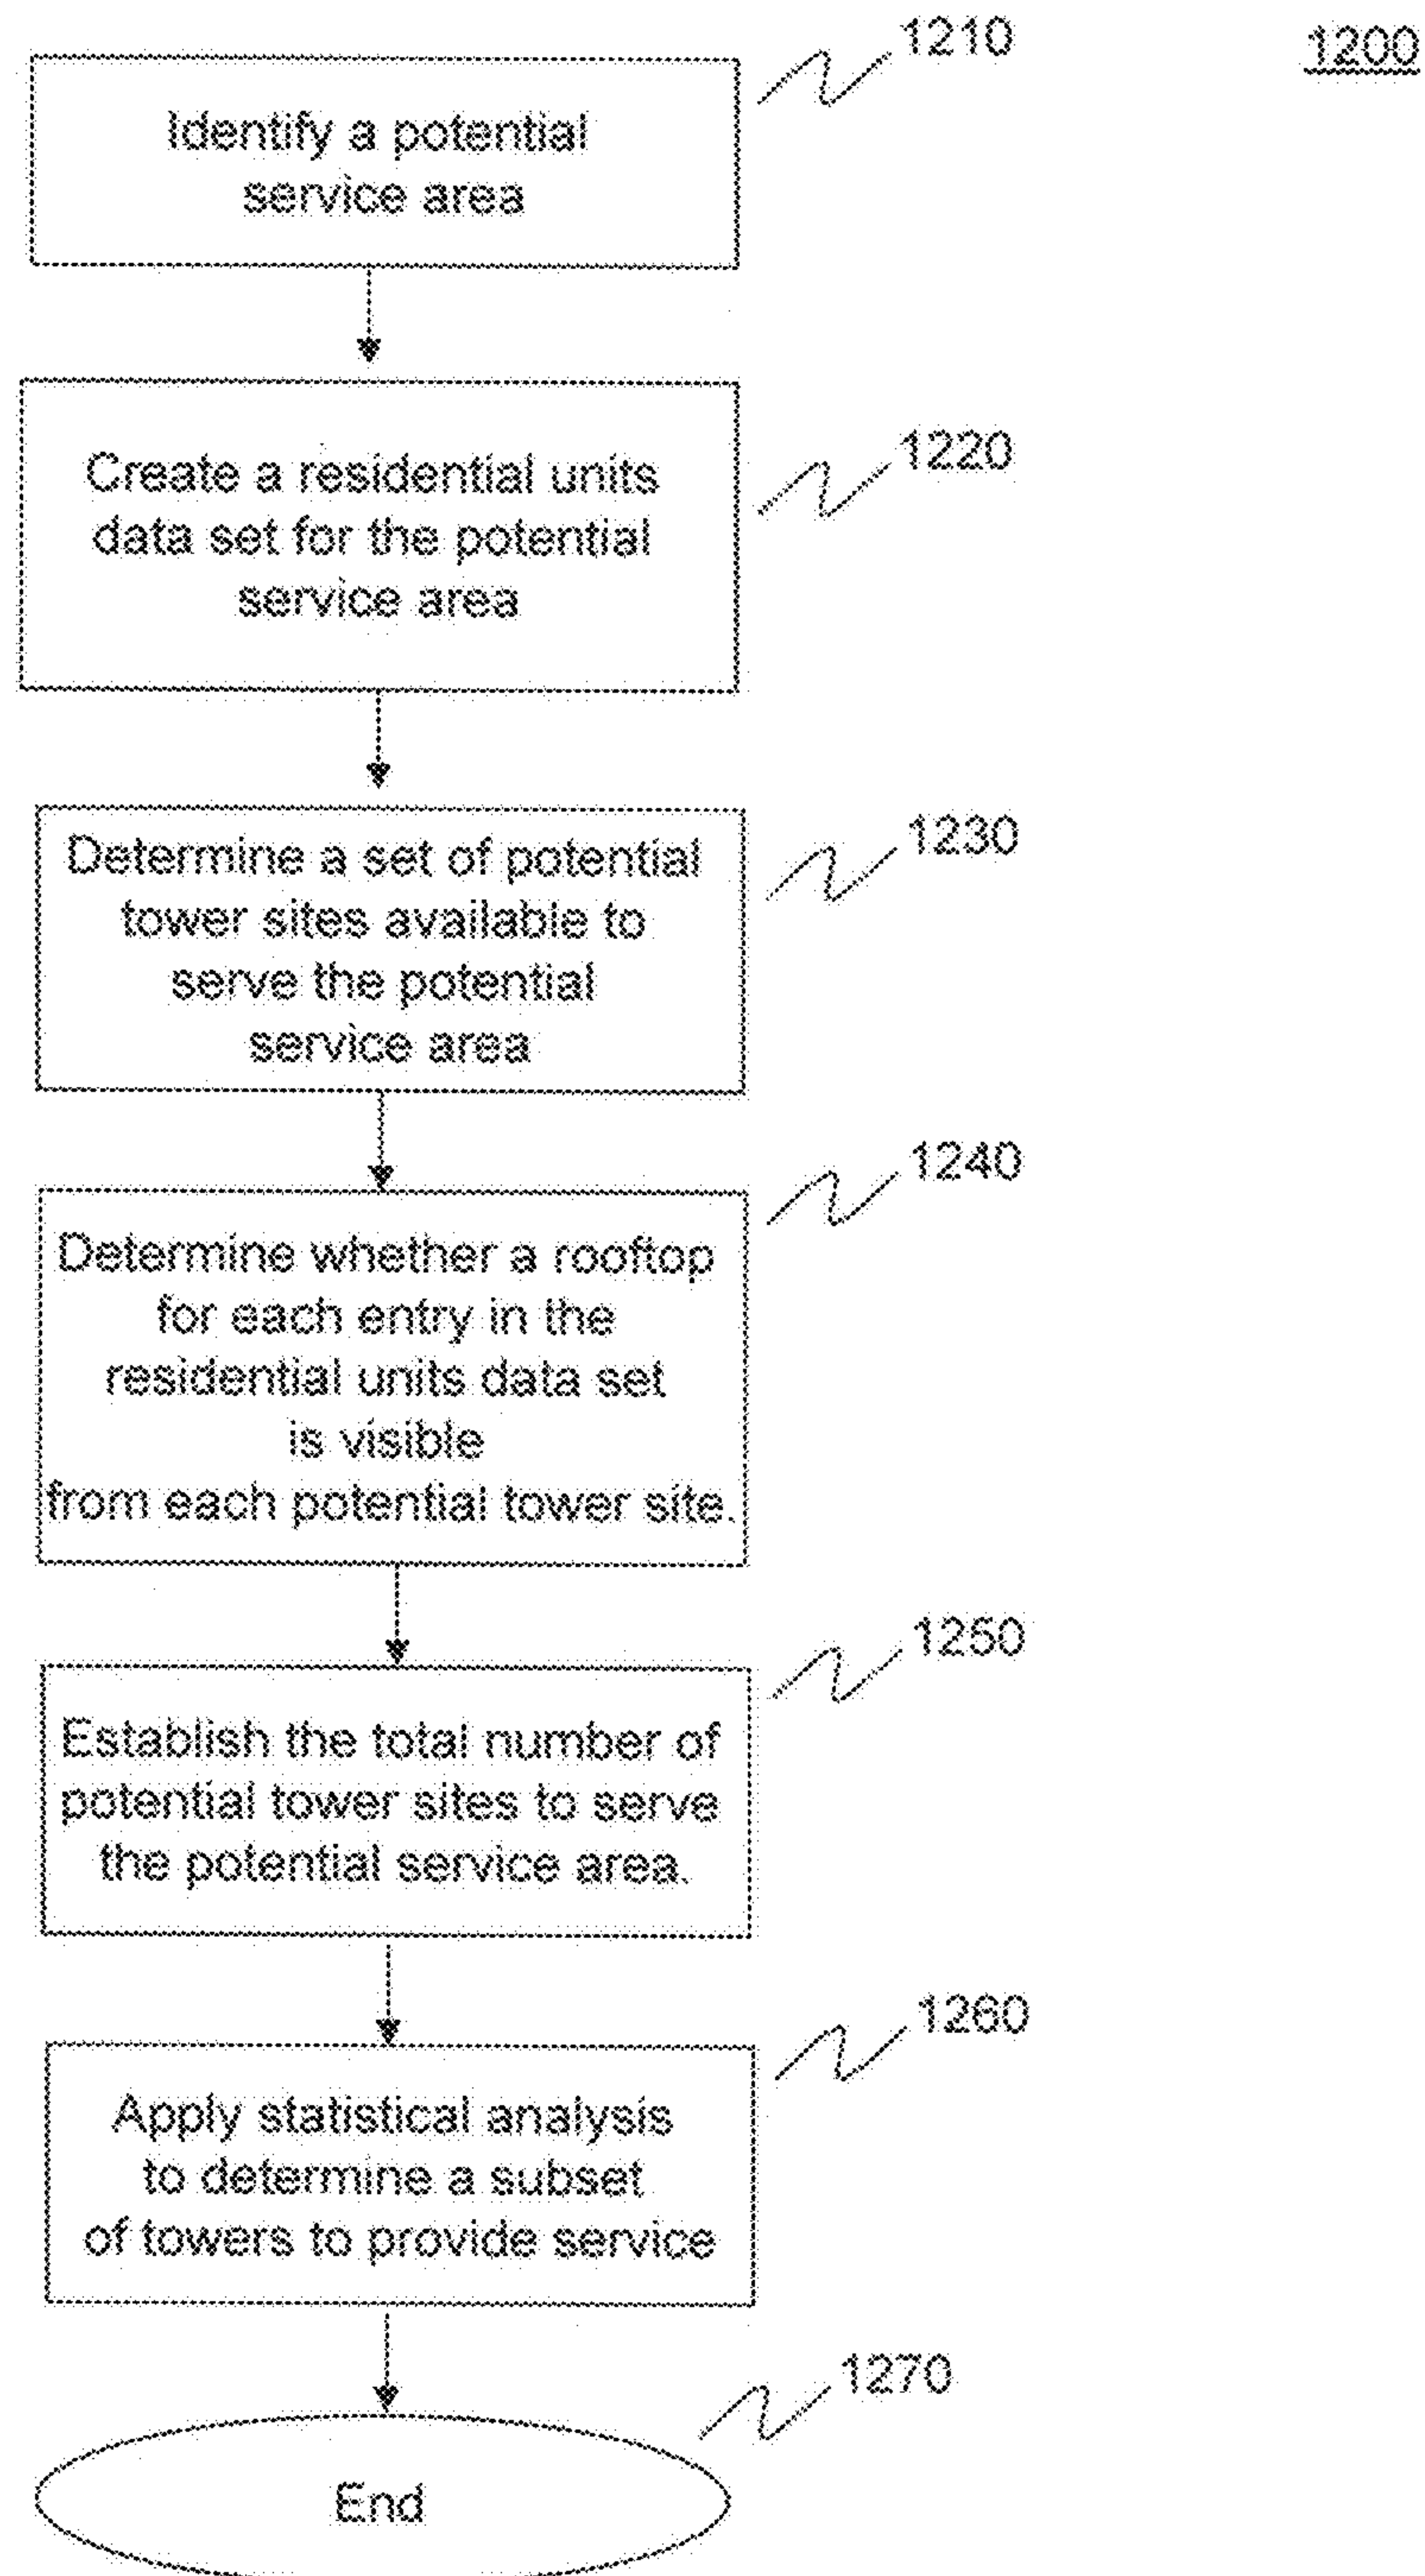 1200
1210
Identify a potential
service area
1220
Create a residential units
data set for the potential
service area
1230
Determine a set of potential
tower sites available to
serve the potential
service area
1240
Determine whether a rooftop
for each entry in the
residential units data set
is visible
from each potential tower site.
1250
Establish the total number of
potential tower sites to serve
the potential service area.
1260
Apply statistical analysis
to determine a subset
of towers to provide service
1270
End